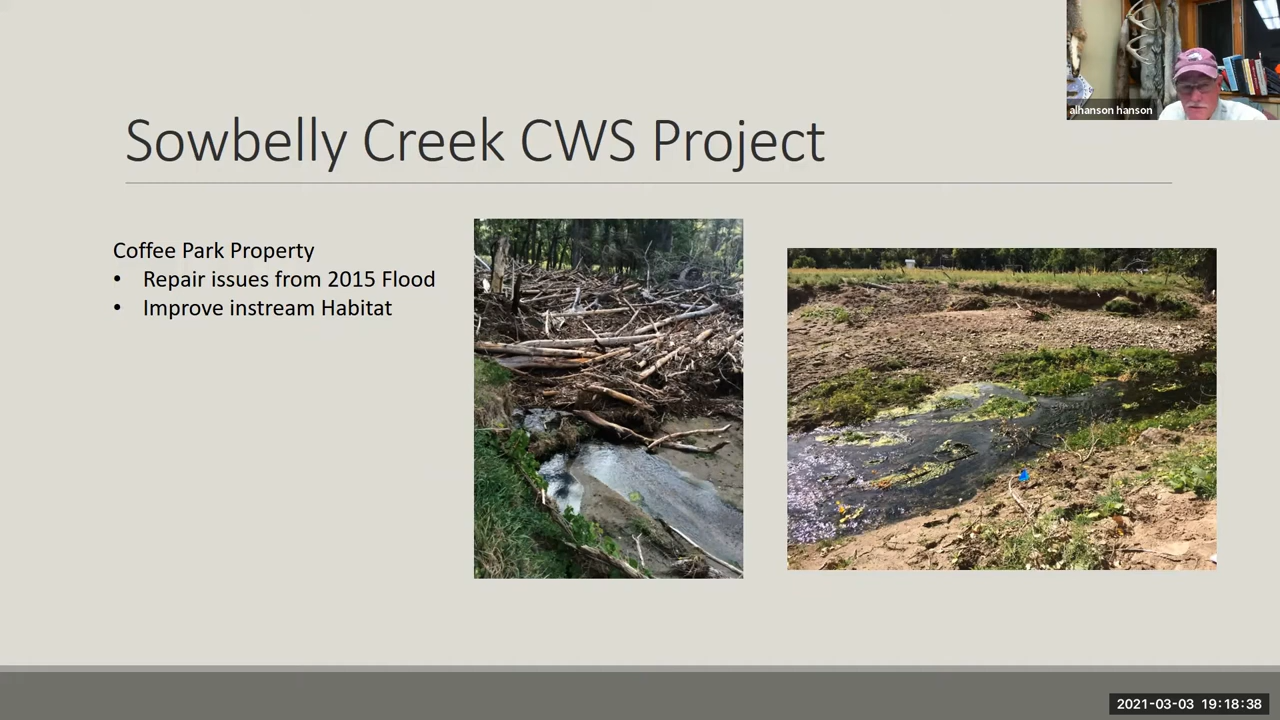 alhanson hanson
Sowbelly Creek CWS Project
Coffee Park Property
• Repair issues from 2015 Flood
• Improve instream Habitat
2021-03-03 19:18:38